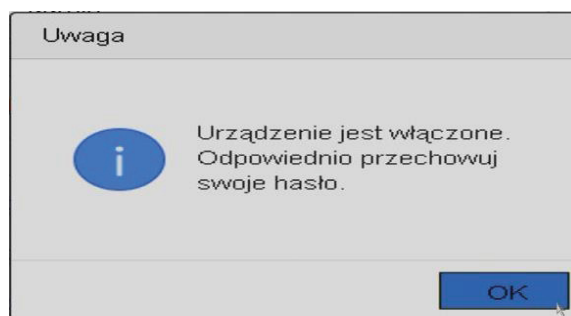 Uwaga
Urządzenie jest włączone.
Odpowiednio przechowuj
swoje hasło.
OK